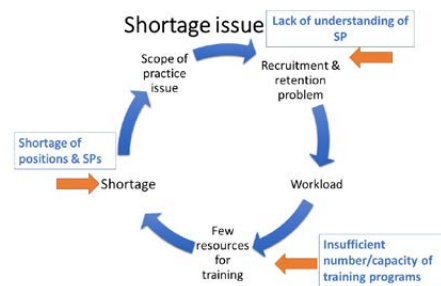 Shortage issue
Lack of understanding of
SP
Scope of
practice
issue
Recruitment &
retention
problem
Shortage of
positions & SPs
Shortage
Workload
Few
resources
for
training
Insufficient
number/capacity of
training programs